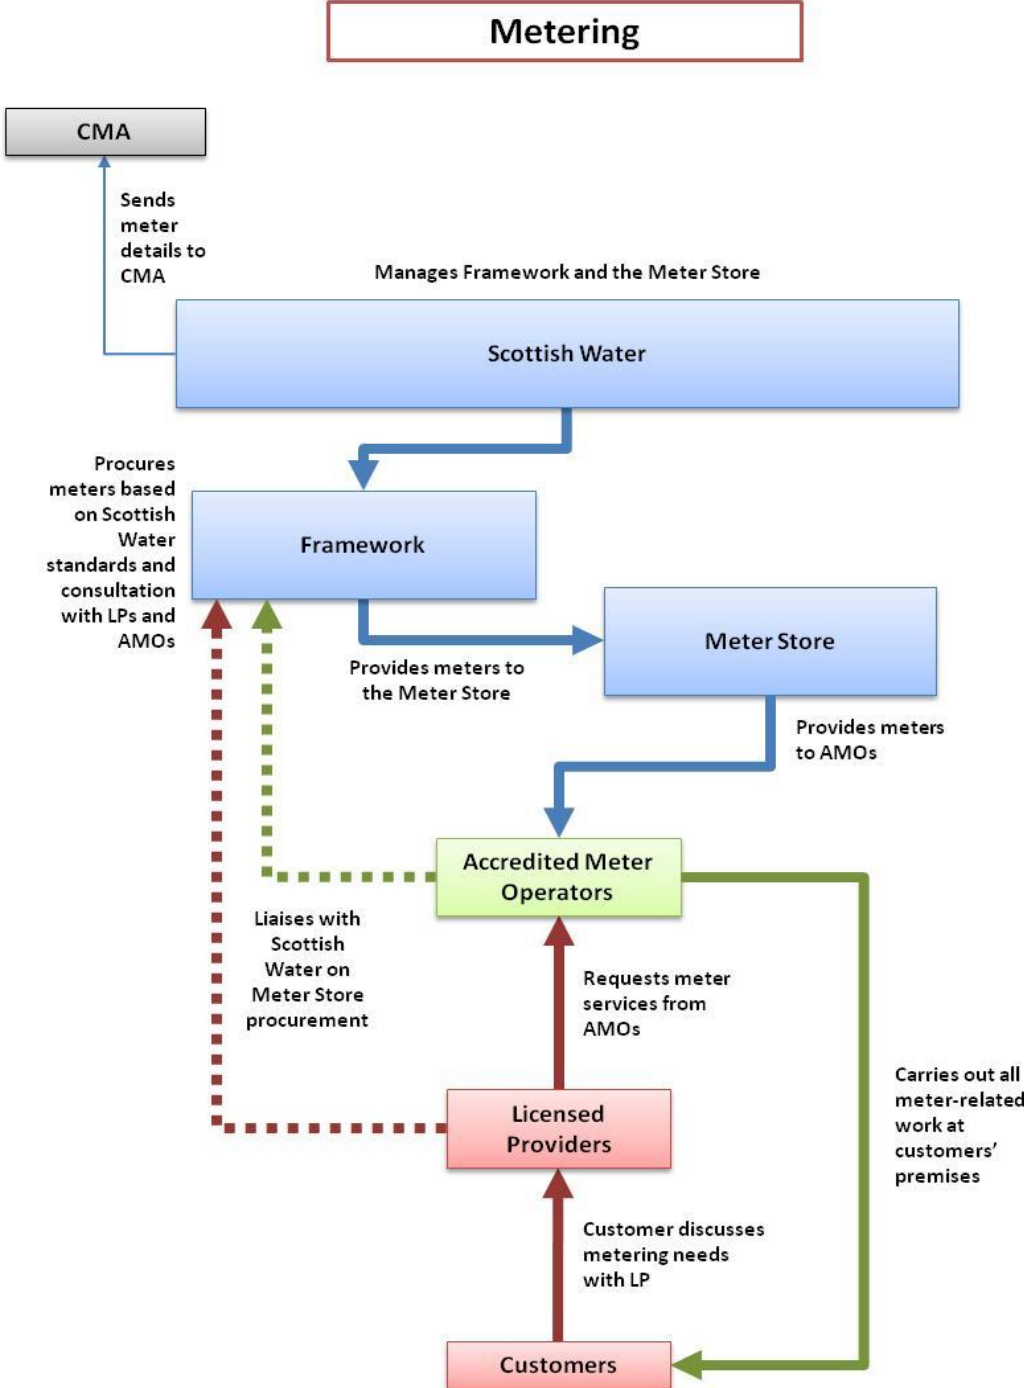 Metering
CMA
Sends
meter
details to
CMA
Manages Framework and the Meter Store
Scottish Water
Procures
meters based
on Scottish
Water
standards and
consultation
with LPs and
AMOs
Framework
Meter Store
Provides meters to
the Meter Store
Provides meters
to AMOs
Accredited Meter
Operators
Liaises with
Scottish
Water on
Meter Store
procurement
Requests meter
services from
AMOs
Carries out all
meter-related
work at
customers’
premises
Licensed
Providers
Customer discusses
metering needs
with LP
Customers